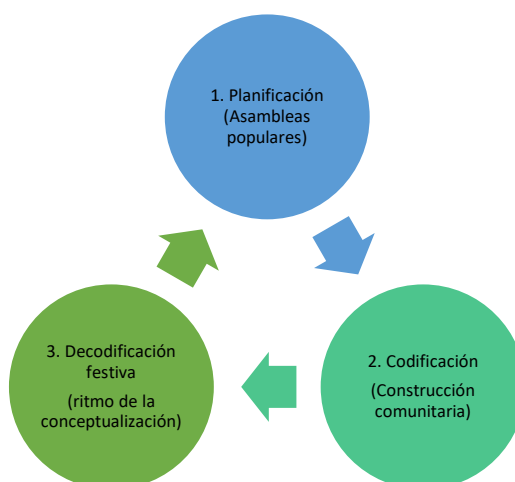 1. Planificación
(Asambleas
populares)
2. Codificación
(Construcción
comunitaria)
3. Decodificación
festiva
(ritmo de la
conceptualización)